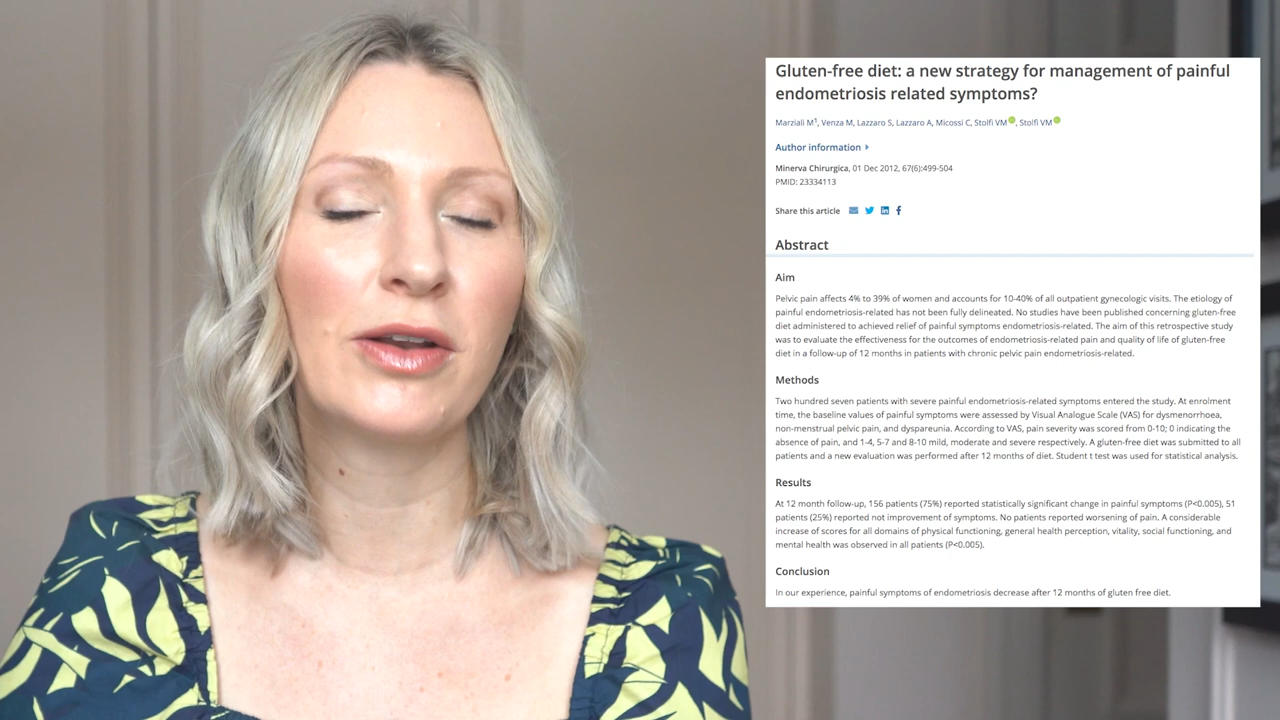 Gluten-free diet: a new strategy for management of painful
endometriosis related symptoms?
Marziali M1, Venza M, Lazzaro S, Lazzaro A, Micossi C, Stolfi VM, Stolfi VM
Author information
Minerva Chirurgica, 01 Dec 2012, 67(6):499-504
PMID: 23334113
Share this article
Abstract
Aim
Pelvic pain affects 4% to 39% of women and accounts for 10-40% of all outpatient gynecologic visits. The etiology of
painful endometriosis-related has not been fully delineated. No studies have been published concerning gluten-free
diet administered to achieved relief of painful symptoms endometriosis-related. The aim of this retrospective study
was to evaluate the effectiveness for the outcomes of endometriosis-related pain and quality of life of gluten-free
diet in a follow-up of 12 months in patients with chronic pelvic pain endometriosis-related.
Methods
Two hundred seven patients with severe painful endometriosis-related symptoms entered the study. At enrolment
time, the baseline values of painful symptoms were assessed by Visual Analogue Scale (VAS) for dysmenorrhoea,
non-menstrual pelvic pain, and dyspareunia. According to VAS, pain severity was scored from 0-10; 0 indicating the
absence of pain, and 1-4, 5-7 and 8-10 mild, moderate and severe respectively. A gluten-free diet was submitted to all
patients and a new evaluation was performed after 12 months of diet. Student t test was used for statistical analysis.
Results
At 12 month follow-up, 156 patients (75%) reported statistically significant change in painful symptoms (P<0.005), 51
patients (25%) reported not improvement of symptoms. No patients reported worsening of pain. A considerable
increase of scores for all domains of physical functioning, general health perception, vitality, social functioning, and
mental health was observed in all patients (P<0.005).
Conclusion
In our experience, painful symptoms of endometriosis decrease after 12 months of gluten free diet.